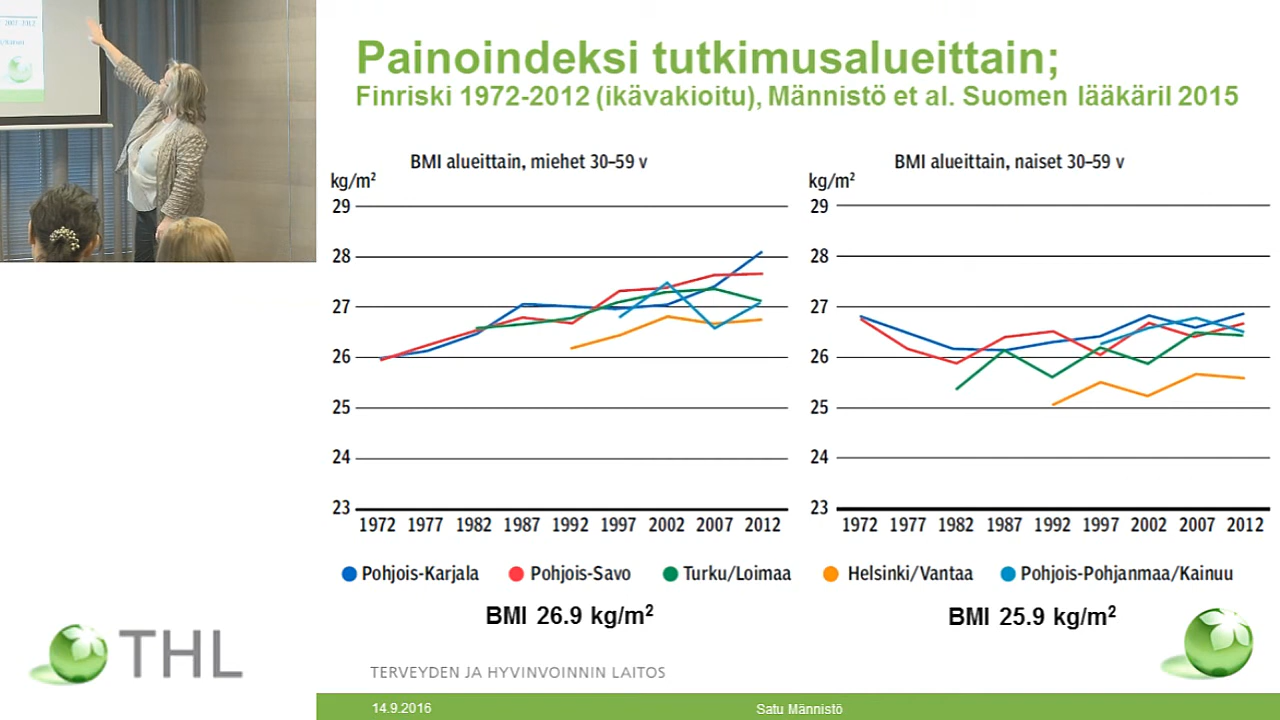 2007 2012
Painoindeksi tutkimusalueittain;
Finriski 1972-2012 (ikävakioitu), Männistö et al. Suomen lääkäril 2015
BMI alueittain, miehet 30–59 v
kg/m²
29
28
27
26
25
24
23
1972 1977 1982 1987 1992 1997 2002 2007 2012
BMI alueittain, naiset 30–59 v
kg/m²
29
28
27
26
25
24
23
1972 1977 1982 1987 1992 1997 2002 2007 2012
Pohjois-Karjala Pohjois-Savo Turku/Loimaa Helsinki/Vantaa Pohjois-Pohjanmaa/Kainuu
BMI 26.9 kg/m²
BMI 25.9 kg/m²
THL
TERVEYDEN JA HYVINVOINNIN LAITOS
14.9.2016
Satu Männistö